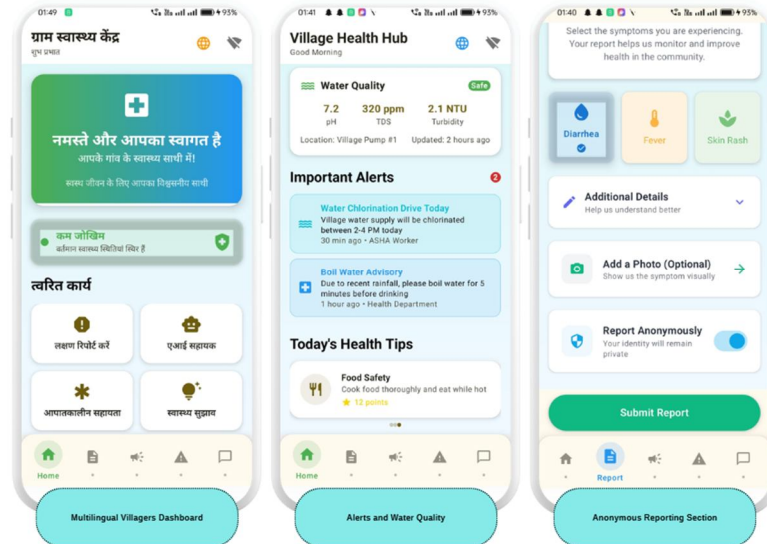 01:49
93%
ग्राम स्वास्थ्य केंद्र
शुभ प्रभात
नमस्ते और आपका स्वागत है
आपके गांव के स्वास्थ्य साथी में!
स्वस्थ जीवन के लिए आपका विश्वसनीय साथी
कम जोखिम
वर्तमान स्वास्थ्य स्थितियां स्थिर हैं
त्वरित कार्य
लक्षण रिपोर्ट करें
एआई सहायक
आपातकालीन सहायता
स्वास्थ्य सुझाव
Home
Multilingual Villagers Dashboard
01:41
93%
Village Health Hub
Good Morning
Water Quality
Safe
7.2 320 ppm 2.1 NTU
pH TDS Turbidity
Location: Village Pump #1 Updated: 2 hours ago
Important Alerts
2
Water Chlorination Drive Today
Village water supply will be chlorinated
between 2-4 PM today
30 min ago • ASHA Worker
Boil Water Advisory
Due to recent rainfall, please boil water for 5
minutes before drinking
1 hour ago • Health Department
Today's Health Tips
Food Safety
Cook food thoroughly and eat while hot
12 points
Home
Alerts and Water Quality
01:40
93%
Select the symptoms you are experiencing.
Your report helps us monitor and improve
health in the community.
Diarrhea
Fever
Skin Rash
Additional Details
Help us understand better
Add a Photo (Optional)
Show us the symptom visually
Report Anonymously
Your identity will remain
private
Submit Report
Report
Anonymous Reporting Section